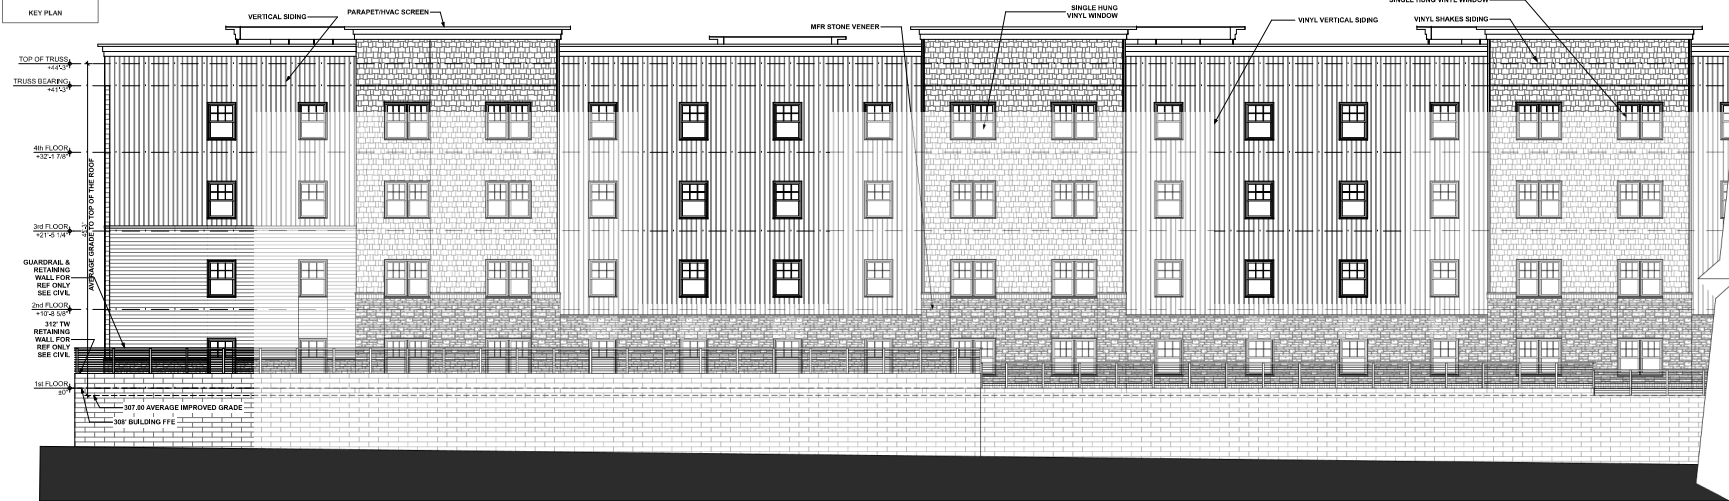 KEY PLAN
VERTICAL SIDING
PARAPET/HVAC SCREEN
MFR STONE VENEER
SINGLE HUNG
VINYL WINDOW
VINYL VERTICAL SIDING
SINGLE HUNG VINYL WINDOW
VINYL SHAKES SIDING
TOP OF TRUSS
+44'-3"
TRUSS BEARING
+41'-3"
4th FLOOR
+32'-1 7/8"
3rd FLOOR
+21'-5 1/4"
AVERAGE GRADE TO TOP OF THE ROOF
GUARDRAIL &
RETAINING
WALL FOR
REF ONLY
SEE CIVIL
2nd FLOOR
+10'-8 5/8"
312' TW
RETAINING
WALL FOR
REF ONLY
SEE CIVIL
1st FLOOR
±0"
307.00 AVERAGE IMPROVED GRADE
308' BUILDING FFE